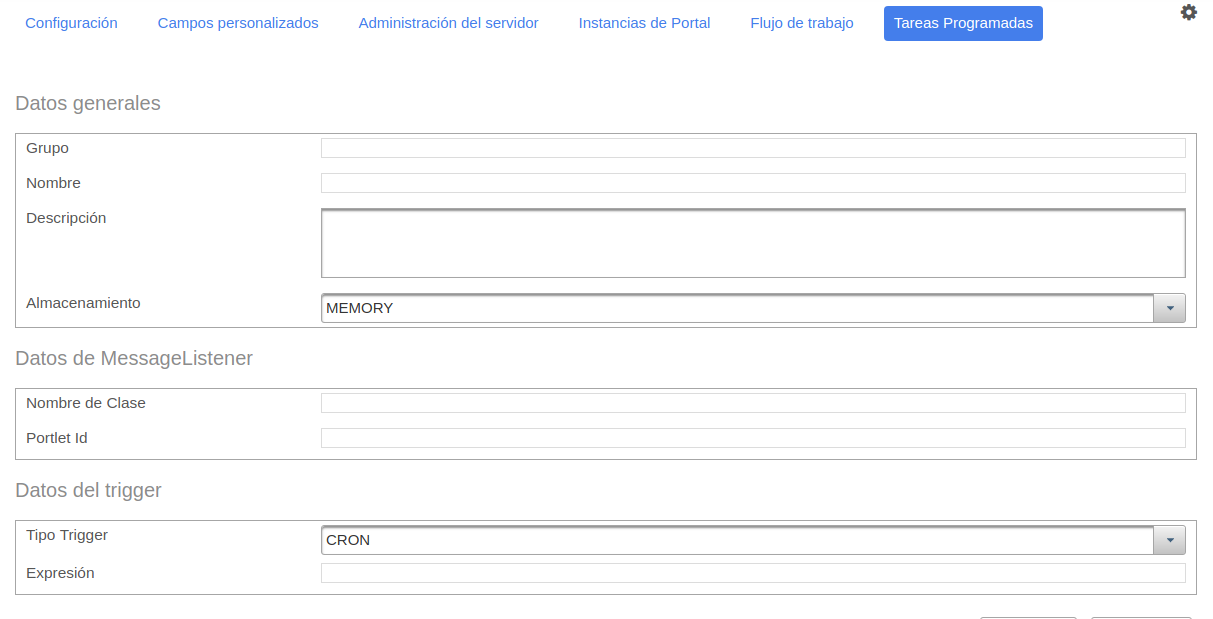 Configuración Campos personalizados Administración del servidor Instancias de Portal Flujo de trabajo Tareas Programadas
Datos generales
Grupo
Nombre
Descripción
Almacenamiento MEMORY
Datos de MessageListener
Nombre de Clase
Portlet Id
Datos del trigger
Tipo Trigger CRON
Expresión